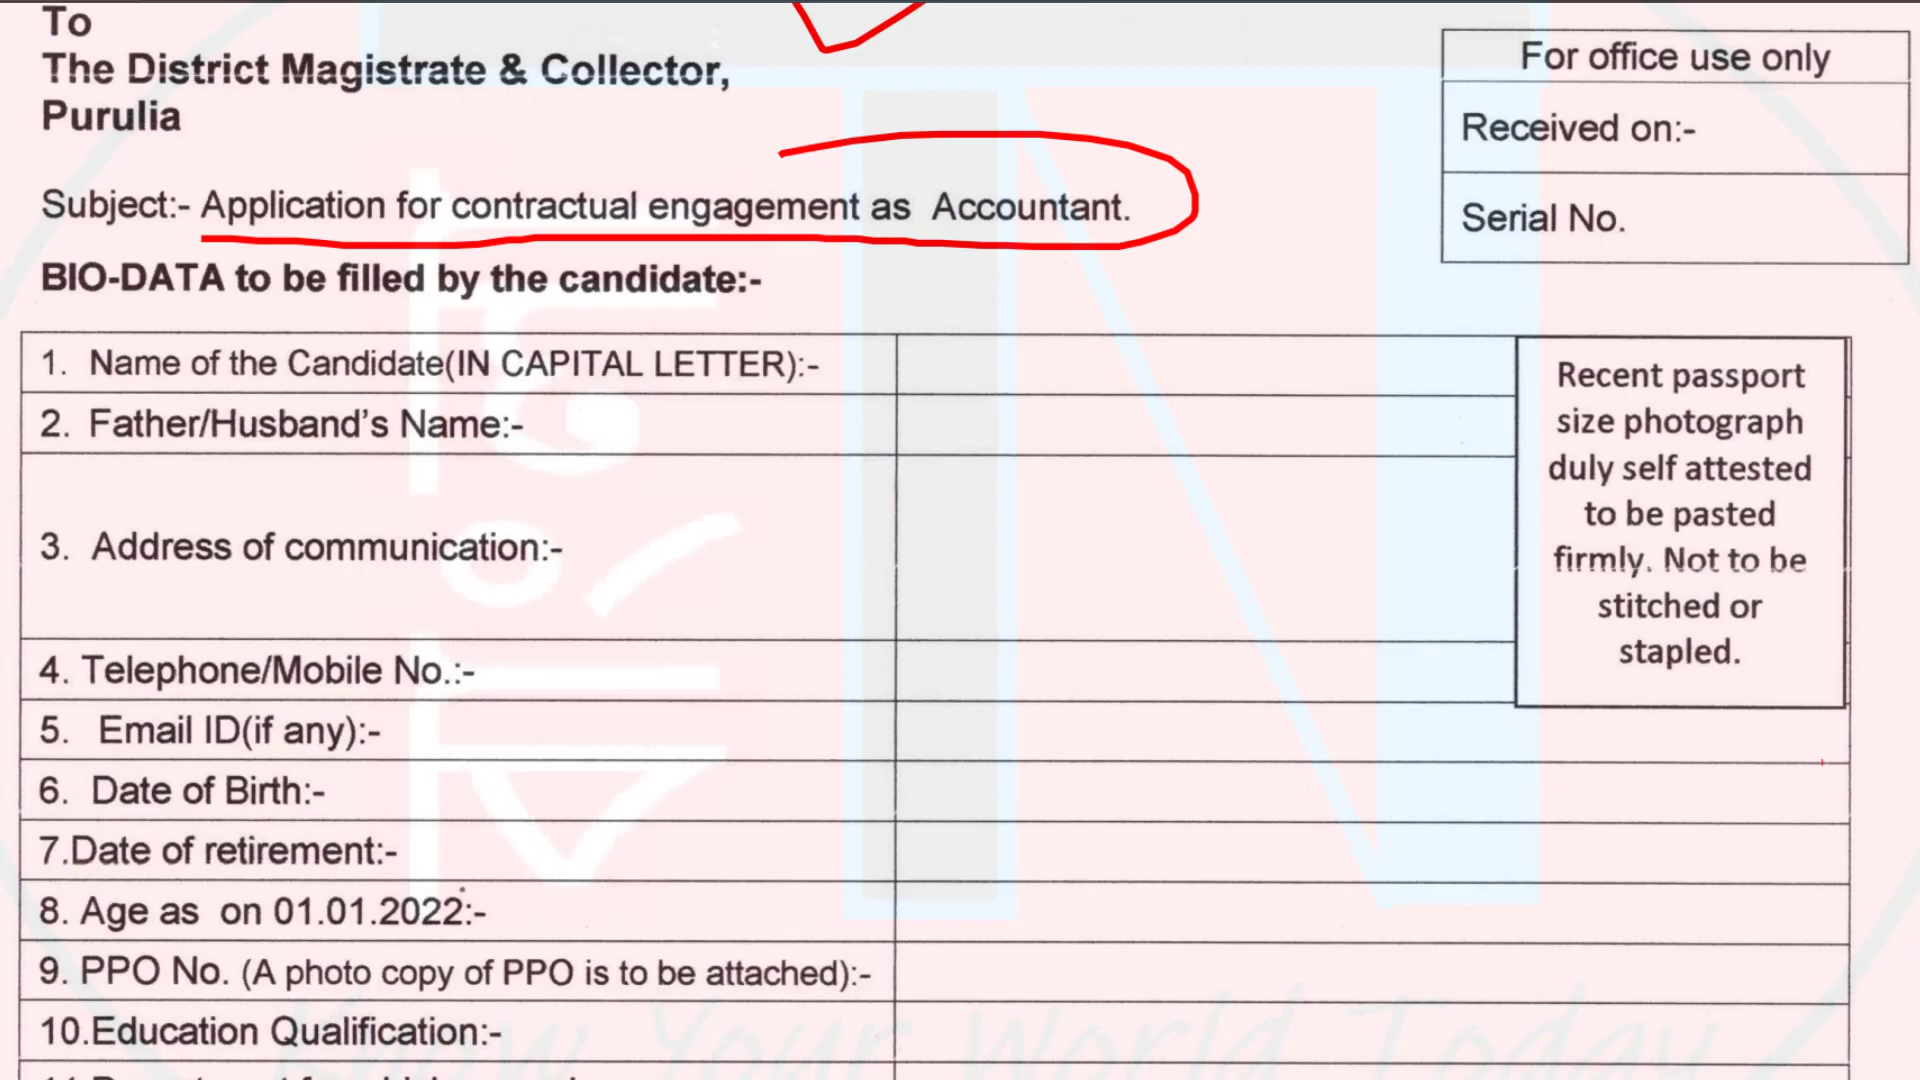 To
The District Magistrate & Collector,
Purulia
For office use only
Received on:-
Serial No.
Subject:- Application for contractual engagement as Accountant.
BIO-DATA to be filled by the candidate:-
1. Name of the Candidate(IN CAPITAL LETTER):-
2. Father/Husband's Name:-
3. Address of communication:-
4. Telephone/Mobile No.:-
5. Email ID(if any):-
6. Date of Birth:-
7.Date of retirement:-
8. Age as on 01.01.2022:-
9. PPO No. (A photo copy of PPO is to be attached):-
10.Education Qualification:-
Recent passport
size photograph
duly self attested
to be pasted
firmly. Not to be
stitched or
stapled.
Know Your World Today